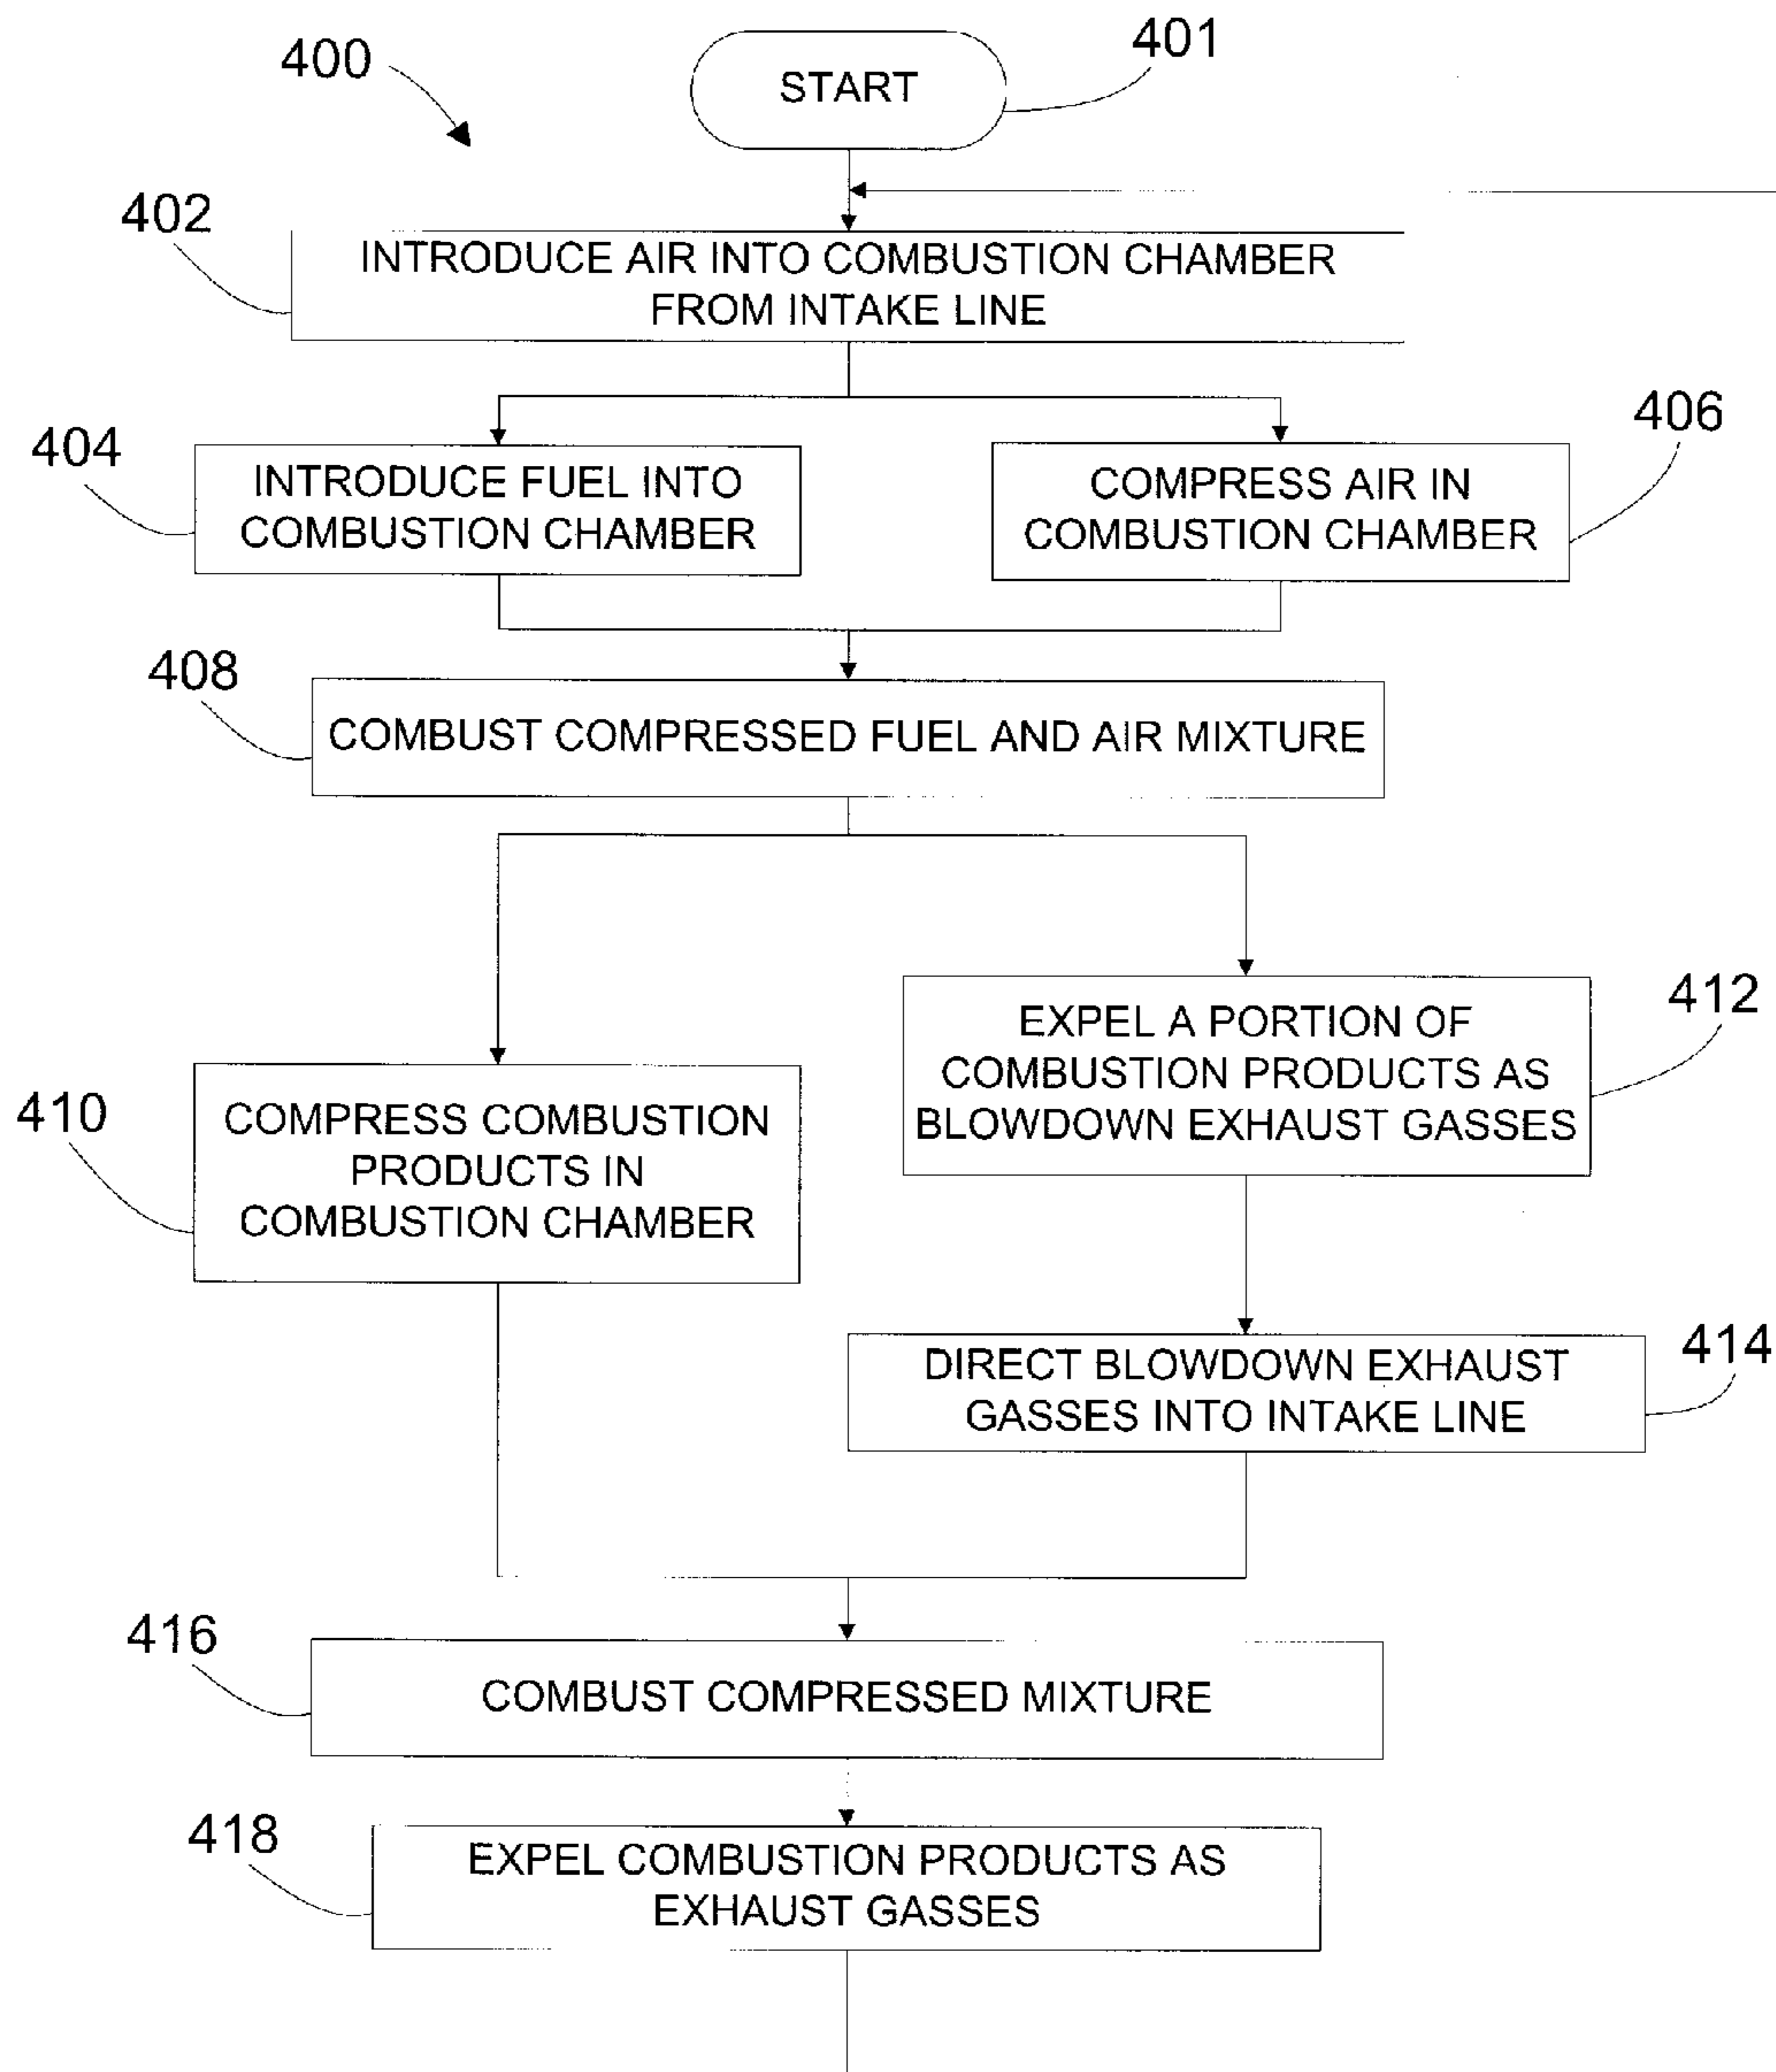 400
START
401
402
INTRODUCE AIR INTO COMBUSTION CHAMBER
FROM INTAKE LINE
404
INTRODUCE FUEL INTO
COMBUSTION CHAMBER
406
COMPRESS AIR IN
COMBUSTION CHAMBER
408
COMBUST COMPRESSED FUEL AND AIR MIXTURE
410
COMPRESS COMBUSTION
PRODUCTS IN
COMBUSTION CHAMBER
412
EXPEL A PORTION OF
COMBUSTION PRODUCTS AS
BLOWDOWN EXHAUST GASSES
414
DIRECT BLOWDOWN EXHAUST
GASSES INTO INTAKE LINE
416
COMBUST COMPRESSED MIXTURE
418
EXPEL COMBUSTION PRODUCTS AS
EXHAUST GASSES